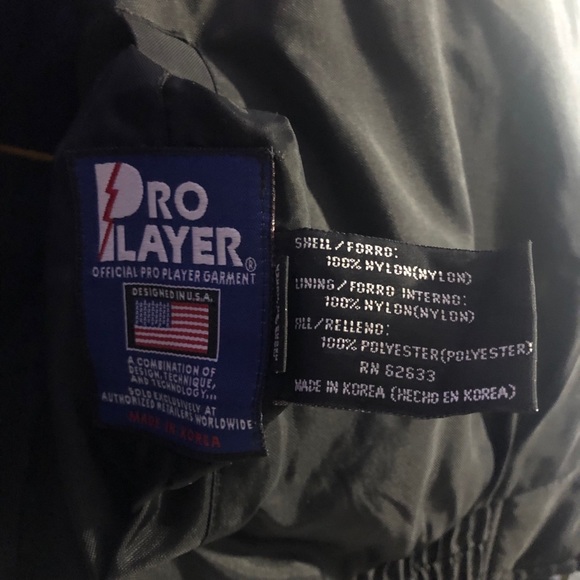 PRO
PLAYER®
OFFICIAL PRO PLAYER GARMENT
DESIGNED IN U.S.A.
A COMBINATION OF
DESIGN, TECHNIQUE,
AND TECHNOLOGY...
SOLD EXCLUSIVELY AT
AUTHORIZED RETAILERS WORLDWIDE
MADE IN KOREA
SHELL/FORRO:
100% NYLON(NYLON)
LINING/FORRO INTERNO:
100% NYLON(NYLON)
FILL/RELLENO:
100% POLYESTER(POLYESTER)
RN 62633
MADE IN KOREA (HECHO EN KOREA)